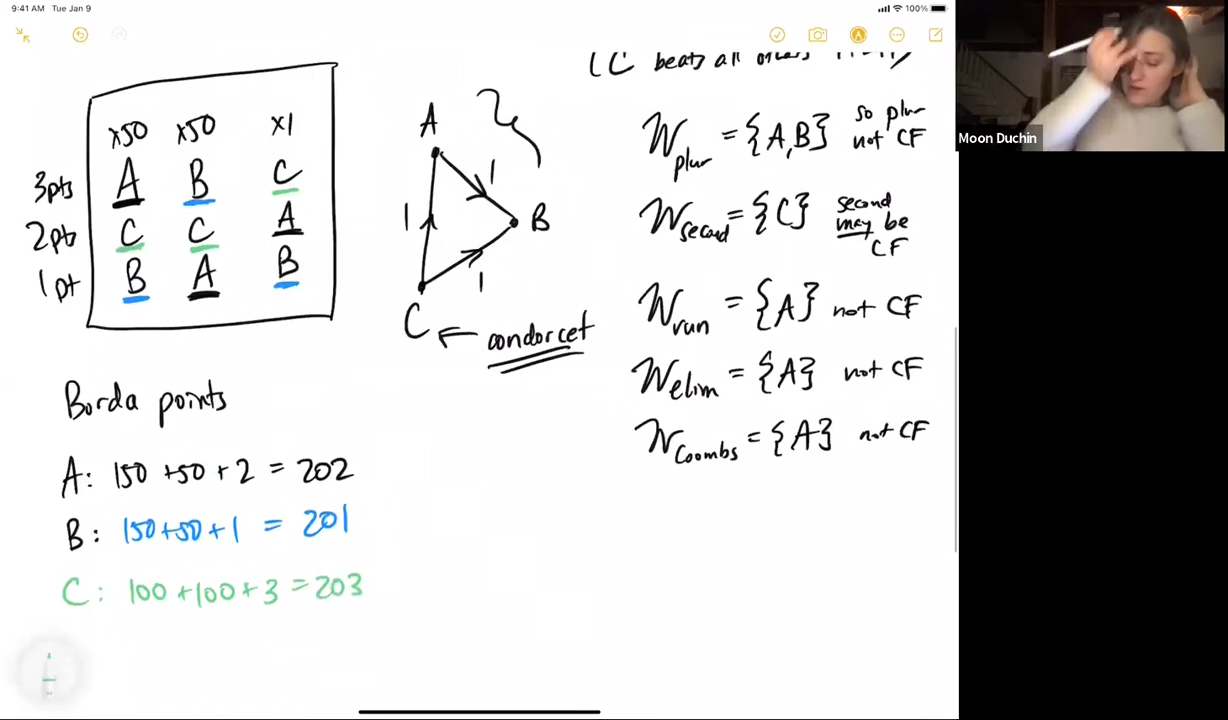 9:41 AM Tue Jan 9
100%
(C beats all others
x50 x50 x1
3pts A B C
2pt C C A
1pt B A B
A
1
B
1
1
C ← condorcet
W plur = {A,B} so plur not CF
W second = {C} second may be CF
W run = {A} not CF
W elim = {A} not CF
W Coombs = {A} not CF
Borda points
A: 150 +50 + 2 = 202
B: 150+50+1 = 201
C: 100 +100 + 3 = 203
Moon Duchin